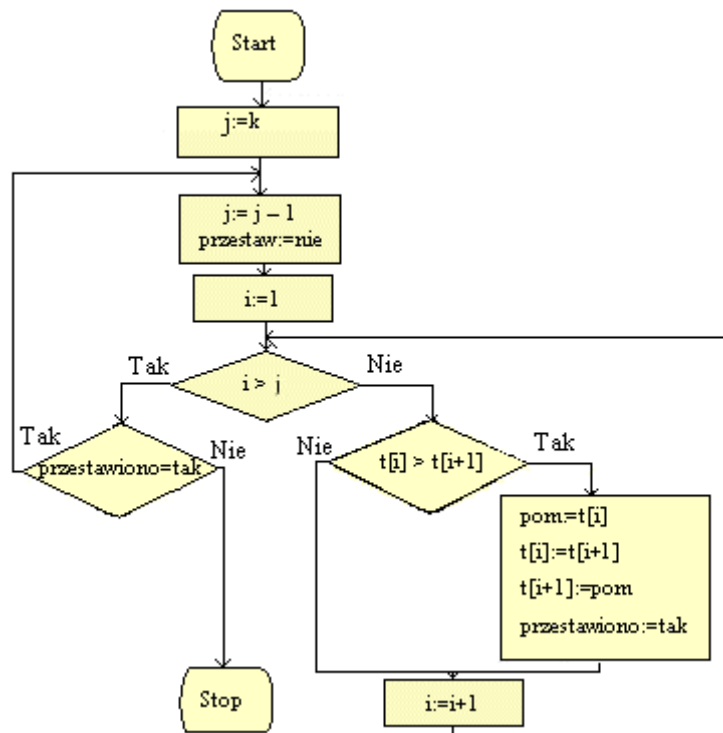 Start
j:=k
j:= j – 1
przestaw:=nie
i:=1
Tak
i > j
Nie
Tak
przestawiono=tak
Nie
Nie
t[i] > t[i+1]
Tak
pom:=t[i]
t[i]:=t[i+1]
t[i+1]:=pom
przestawiono:=tak
Stop
i:=i+1